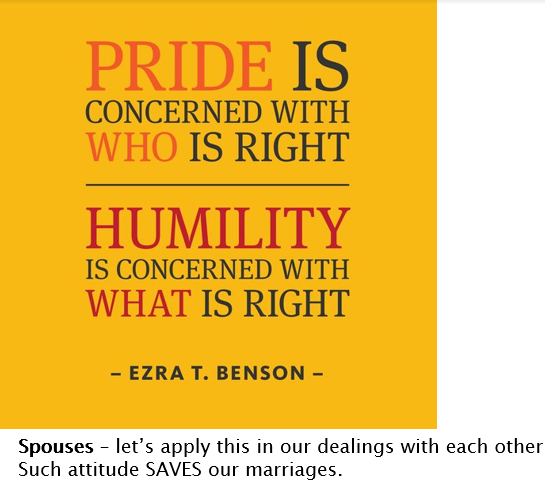 PRIDE IS
CONCERNED WITH
WHO IS RIGHT
HUMILITY
IS CONCERNED WITH
WHAT IS RIGHT
– EZRA T. BENSON –
Spouses – let’s apply this in our dealings with each other
Such attitude SAVES our marriages.